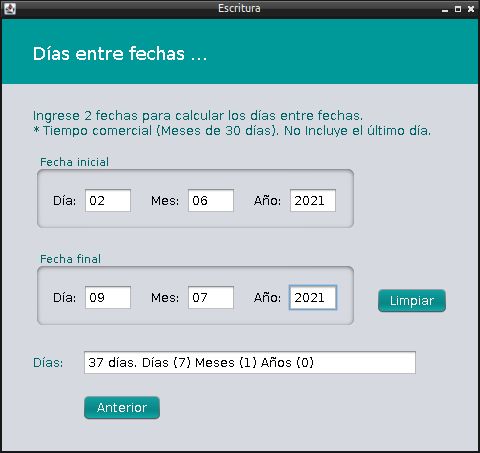 Escritura
Días entre fechas ...
Ingrese 2 fechas para calcular los días entre fechas.
* Tiempo comercial (Meses de 30 días). No Incluye el último día.
Fecha inicial
Día: 02 Mes: 06 Año: 2021
Fecha final
Día: 09 Mes: 07 Año: 2021
Limpiar
Días: 37 días. Días (7) Meses (1) Años (0)
Anterior